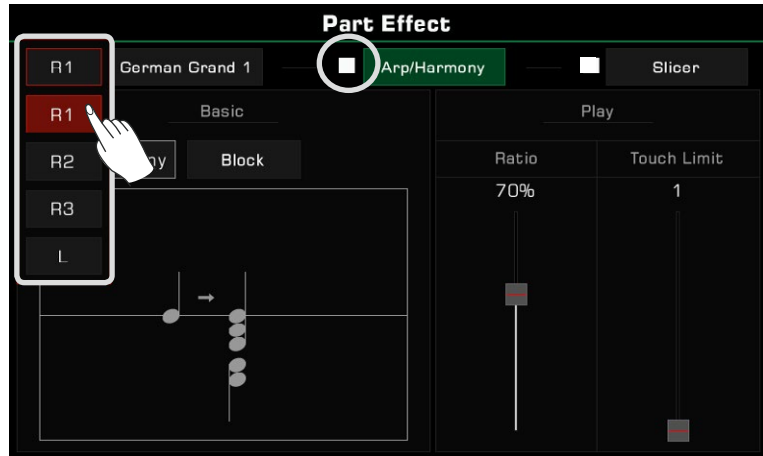 Part Effect
R1 German Grand 1 Arp/Harmony Slicer
R1 Basic Play
R2 Block Ratio Touch Limit
70% 1
R3
L